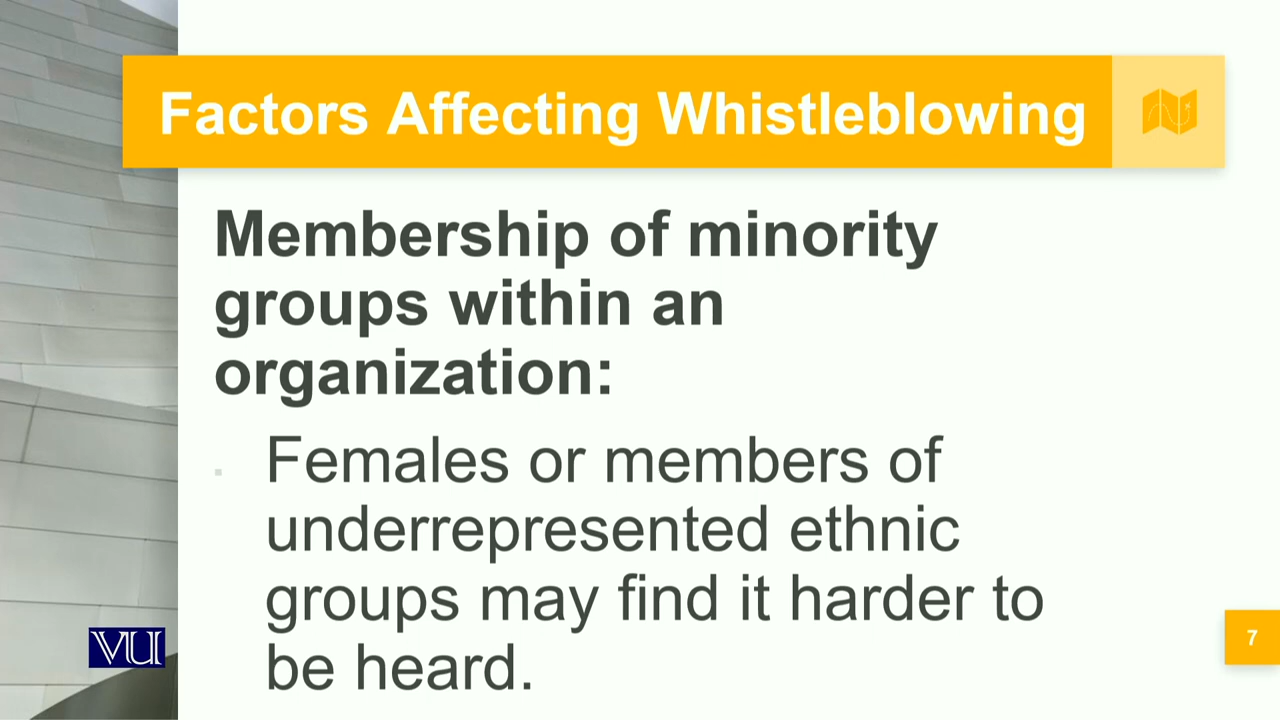 Factors Affecting Whistleblowing
Membership of minority
groups within an
organization:
Females or members of
underrepresented ethnic
groups may find it harder to
be heard.
VU
7